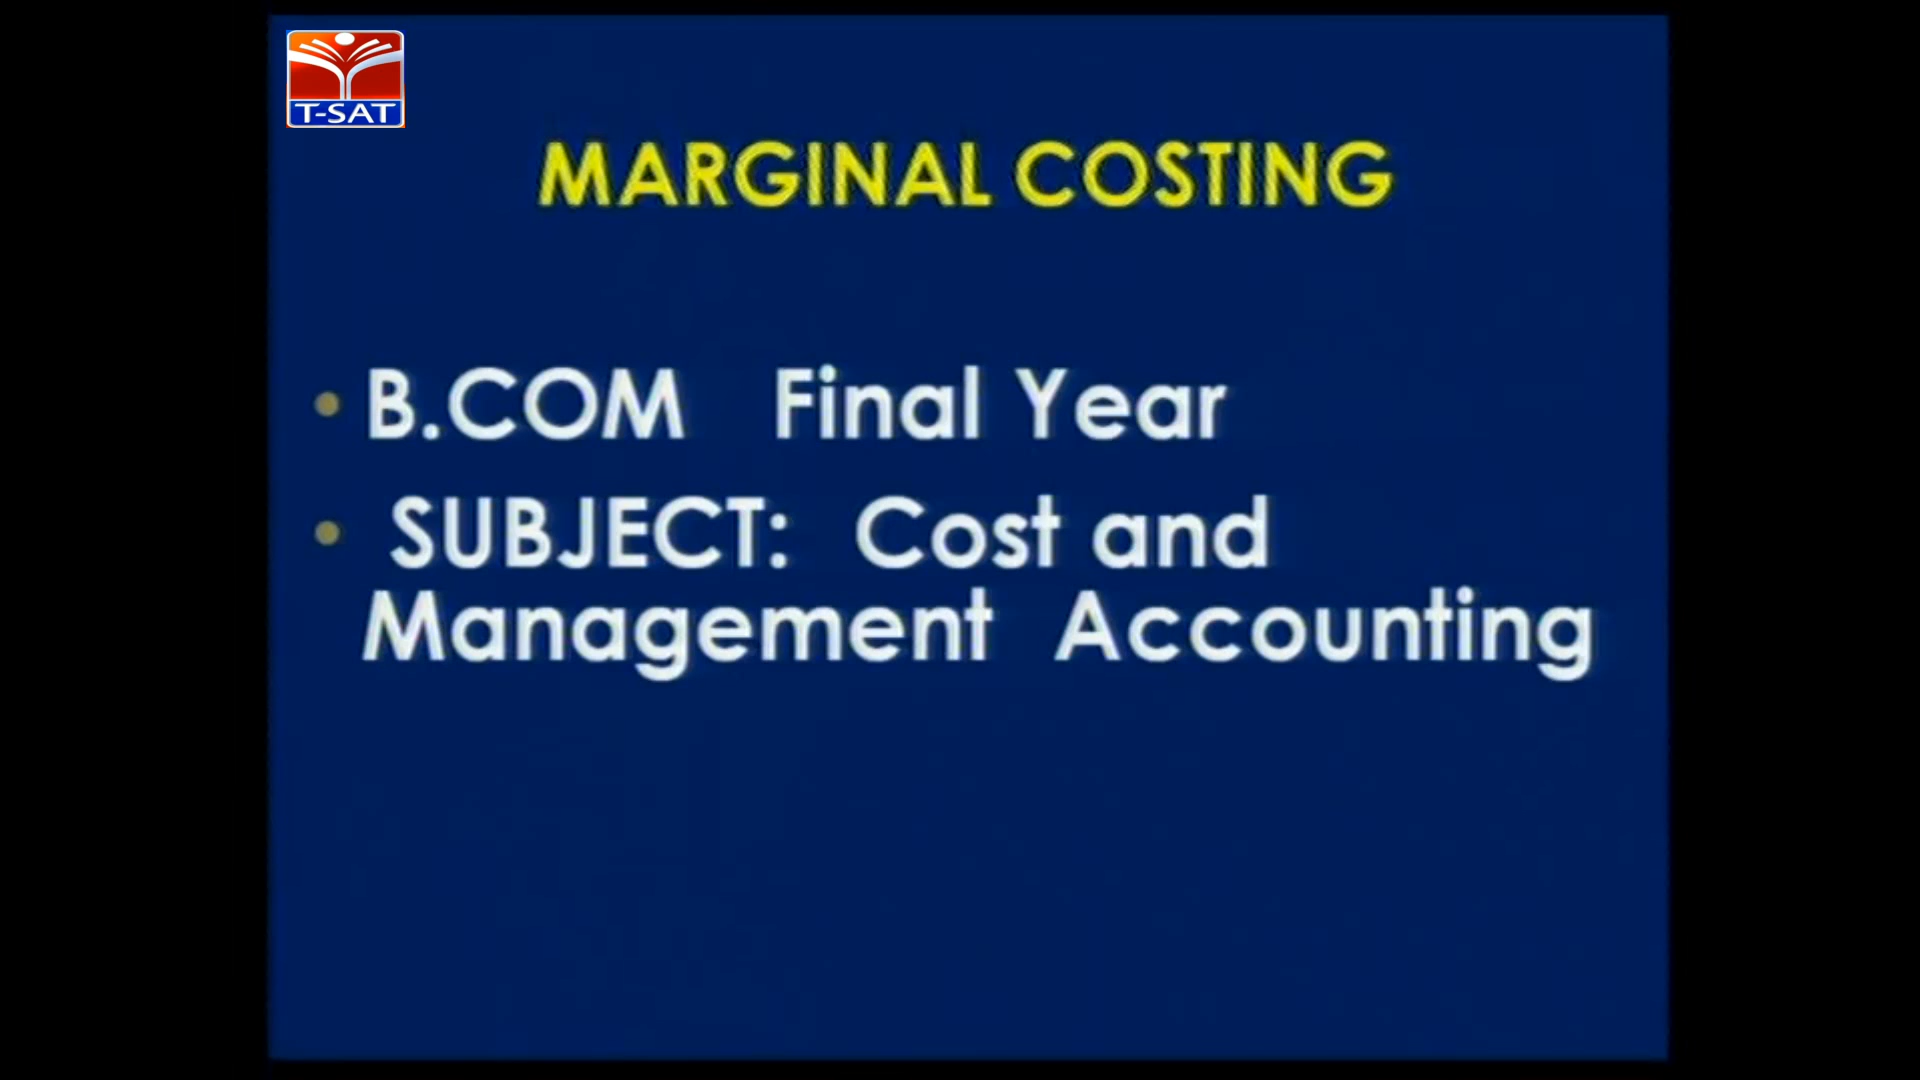 T-SAT
MARGINAL COSTING
• B.COM Final Year
• SUBJECT: Cost and
Management Accounting